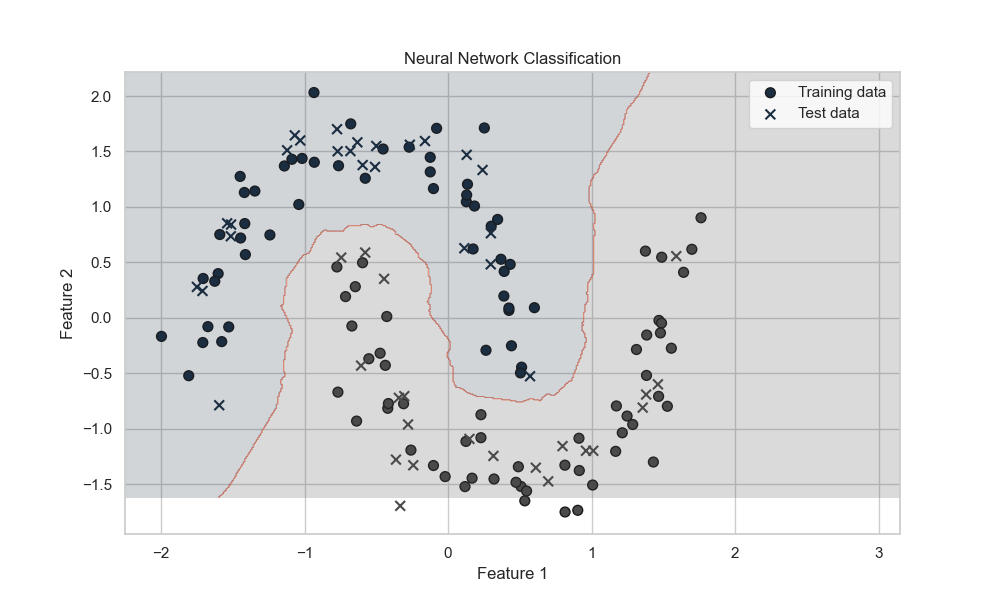 Neural Network Classification
Training data
Test data
2.0
1.5
1.0
0.5
0.0
−0.5
−1.0
−1.5
Feature 2
−2
−1
0
1
2
3
Feature 1